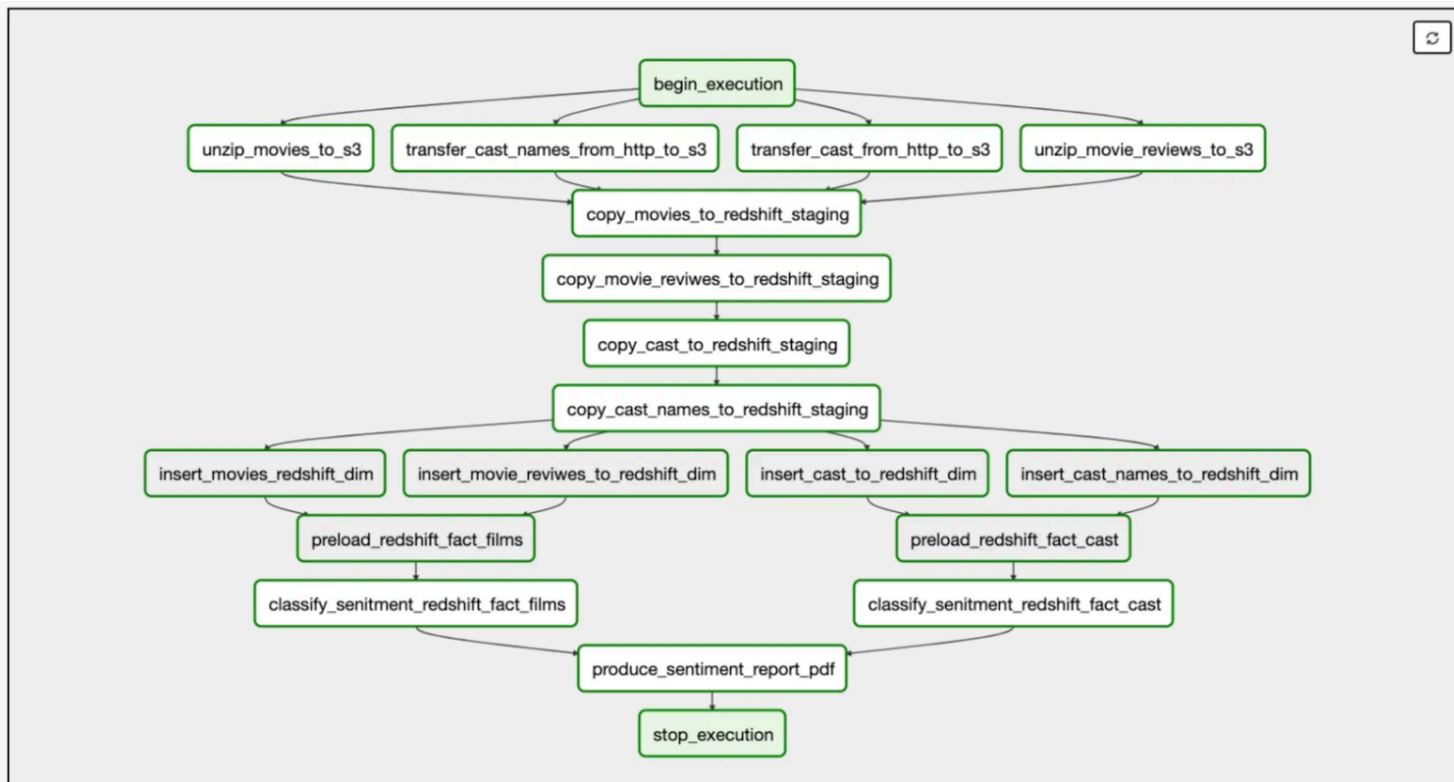 begin_execution
unzip_movies_to_s3
transfer_cast_names_from_http_to_s3
transfer_cast_from_http_to_s3
unzip_movie_reviews_to_s3
copy_movies_to_redshift_staging
copy_movie_reviwes_to_redshift_staging
copy_cast_to_redshift_staging
copy_cast_names_to_redshift_staging
insert_movies_redshift_dim
insert_movie_reviwes_to_redshift_dim
insert_cast_to_redshift_dim
insert_cast_names_to_redshift_dim
preload_redshift_fact_films
preload_redshift_fact_cast
classify_senitment_redshift_fact_films
classify_senitment_redshift_fact_cast
produce_sentiment_report_pdf
stop_execution